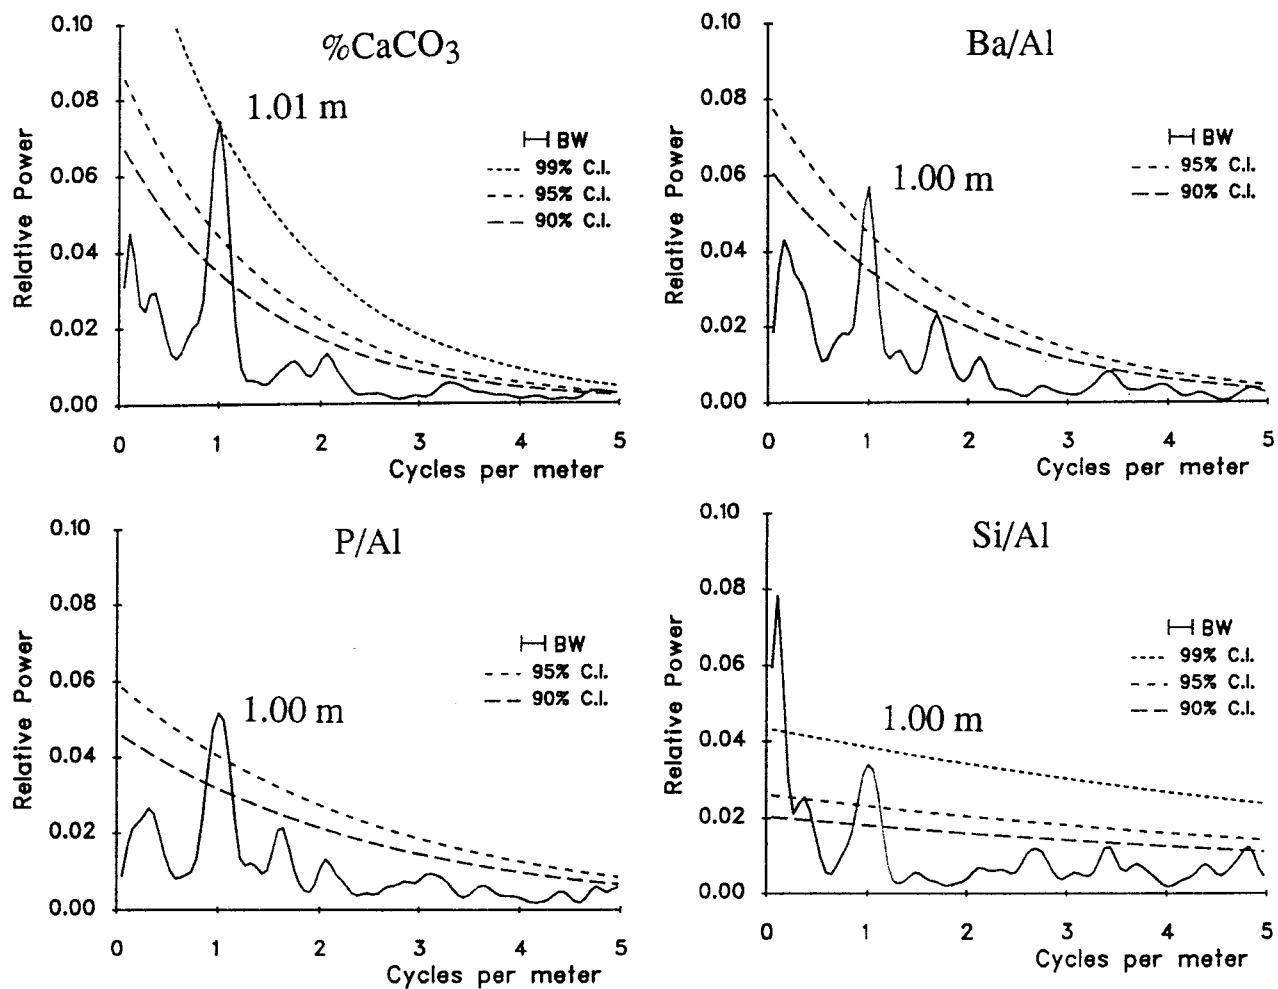 %CaCO3
0.10
0.08
0.06
0.04
0.02
0.00
Relative Power
1.01 m
BW
99% C.I.
95% C.I.
90% C.I.
0 1 2 3 4 5
Cycles per meter
Ba/Al
0.10
0.08
0.06
0.04
0.02
0.00
Relative Power
1.00 m
BW
95% C.I.
90% C.I.
0 1 2 3 4 5
Cycles per meter
P/Al
0.10
0.08
0.06
0.04
0.02
0.00
Relative Power
1.00 m
BW
95% C.I.
90% C.I.
0 1 2 3 4 5
Cycles per meter
Si/Al
0.10
0.08
0.06
0.04
0.02
0.00
Relative Power
1.00 m
BW
99% C.I.
95% C.I.
90% C.I.
0 1 2 3 4 5
Cycles per meter